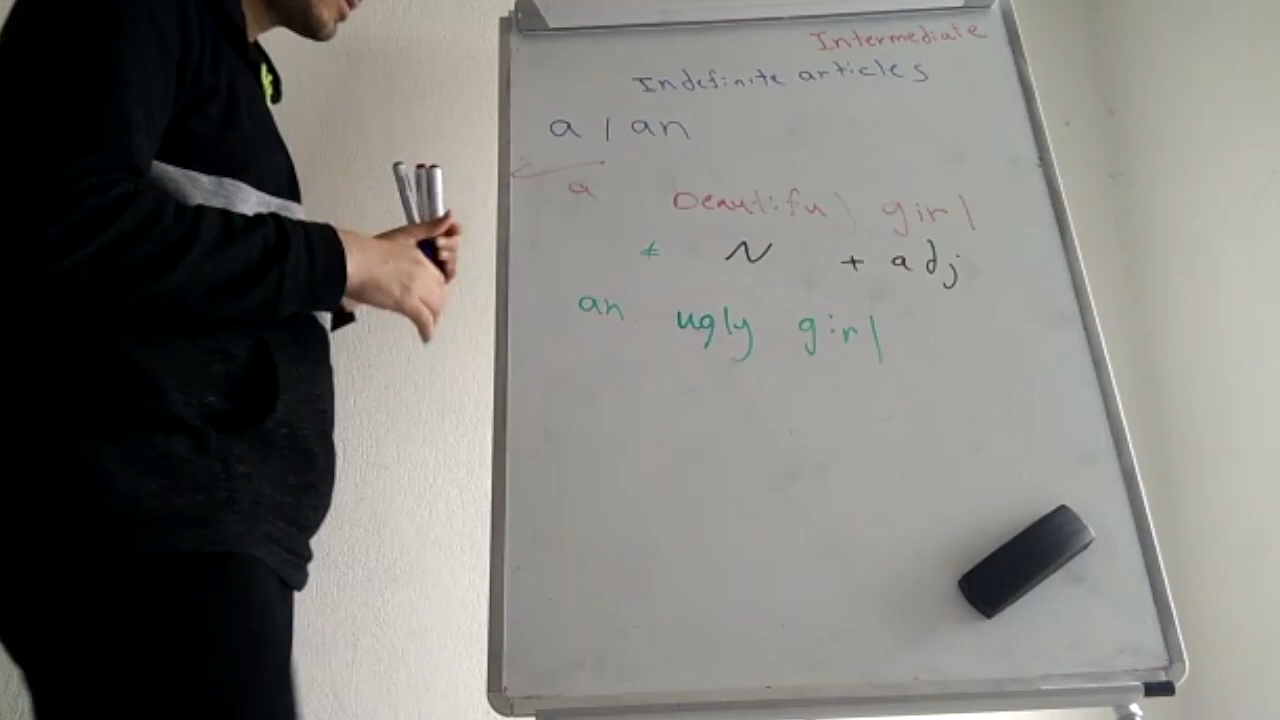 Intermediate
Indefinite articles
a / an
a beautiful girl
+ N + adj
an ugly girl